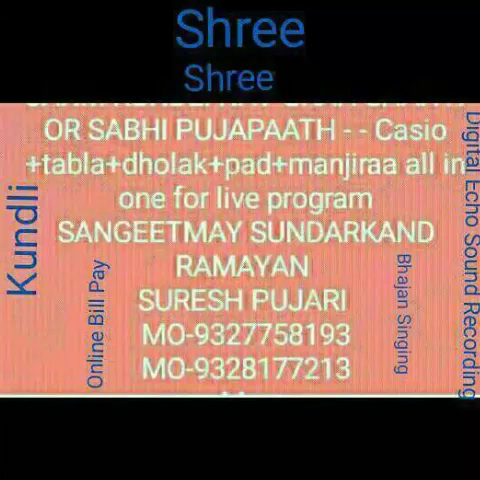 Shree
Shree
OR SABHI PUJAPAATH - - Casio
+tabla+dholak+pad+manjiraa all in
one for live program
SANGEETMAY SUNDARKAND
RAMAYAN
SURESH PUJARI
MO-9327758193
MO-9328177213
Kundli
Online Bill Pay
Bhajan Singing
Digital Echo Sound Recording